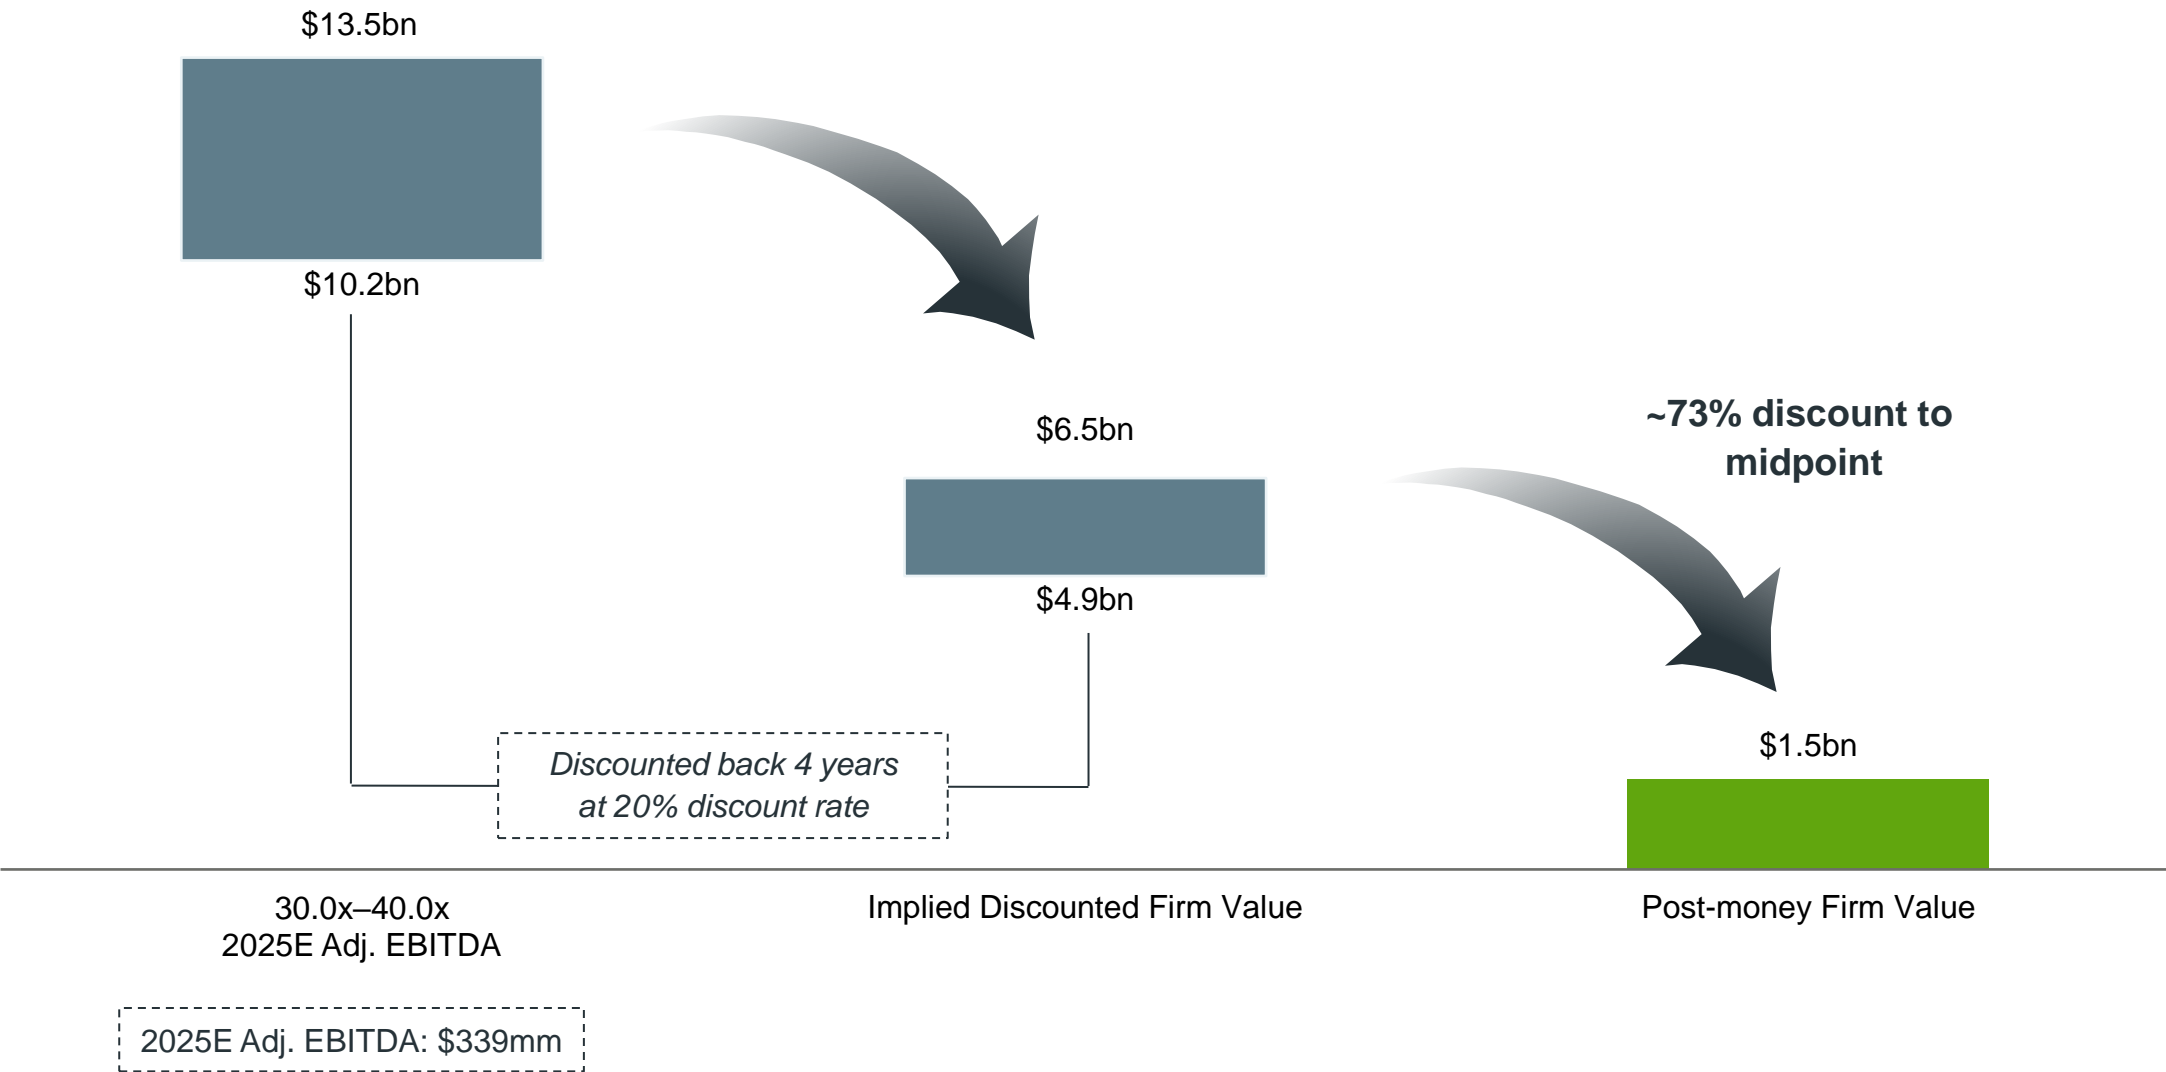 $13.5bn
$10.2bn
$6.5bn
$4.9bn
~73% discount to
midpoint
$1.5bn
Discounted back 4 years
at 20% discount rate
30.0x–40.0x
2025E Adj. EBITDA
Implied Discounted Firm Value
Post-money Firm Value
2025E Adj. EBITDA: $339mm